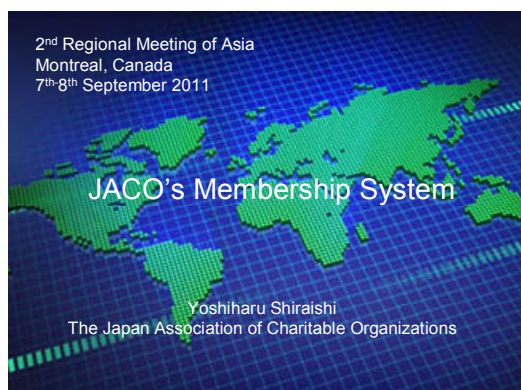 2nd Regional Meeting of Asia
Montreal, Canada
7th-8th September 2011
JACO's Membership System
Yoshiharu Shiraishi
The Japan Association of Charitable Organizations